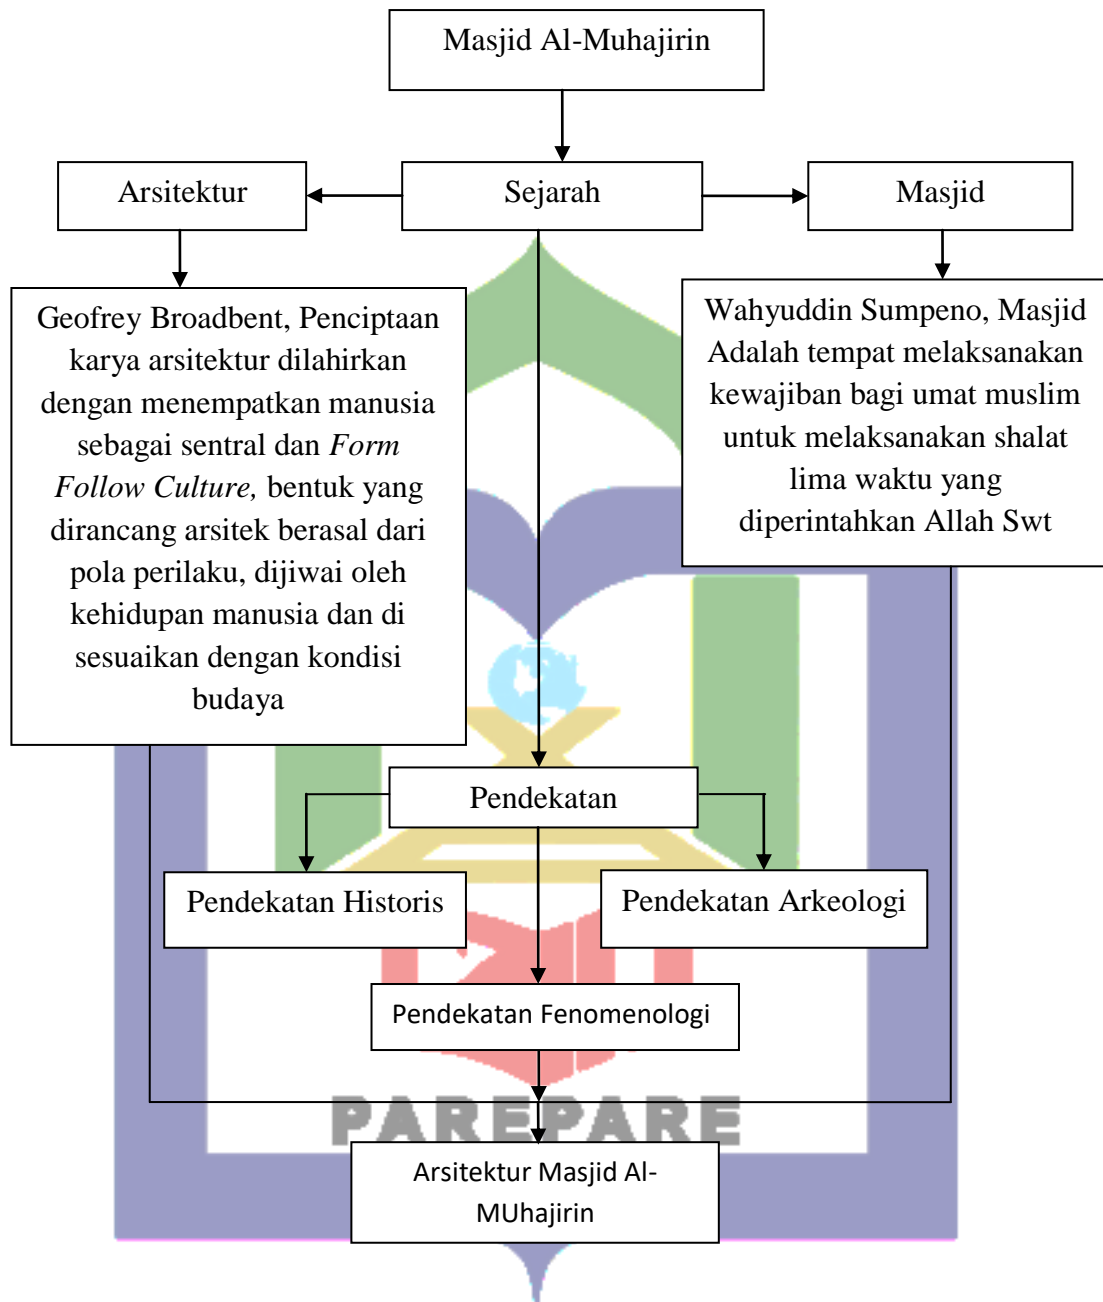 Masjid Al-Muhajirin
Arsitektur
Sejarah
Masjid
Geofrey Broadbent, Penciptaan
karya arsitektur dilahirkan
dengan menempatkan manusia
sebagai sentral dan Form
Follow Culture, bentuk yang
dirancang arsitek berasal dari
pola perilaku, dijiwai oleh
kehidupan manusia dan di
sesuaikan dengan kondisi
budaya
Wahyuddin Sumpeno, Masjid
Adalah tempat melaksanakan
kewajiban bagi umat muslim
untuk melaksanakan shalat
lima waktu yang
diperintahkan Allah Swt
Pendekatan
Pendekatan Historis
Pendekatan Arkeologi
Pendekatan Fenomenologi
PAREPARE
Arsitektur Masjid Al-
MUhajirin